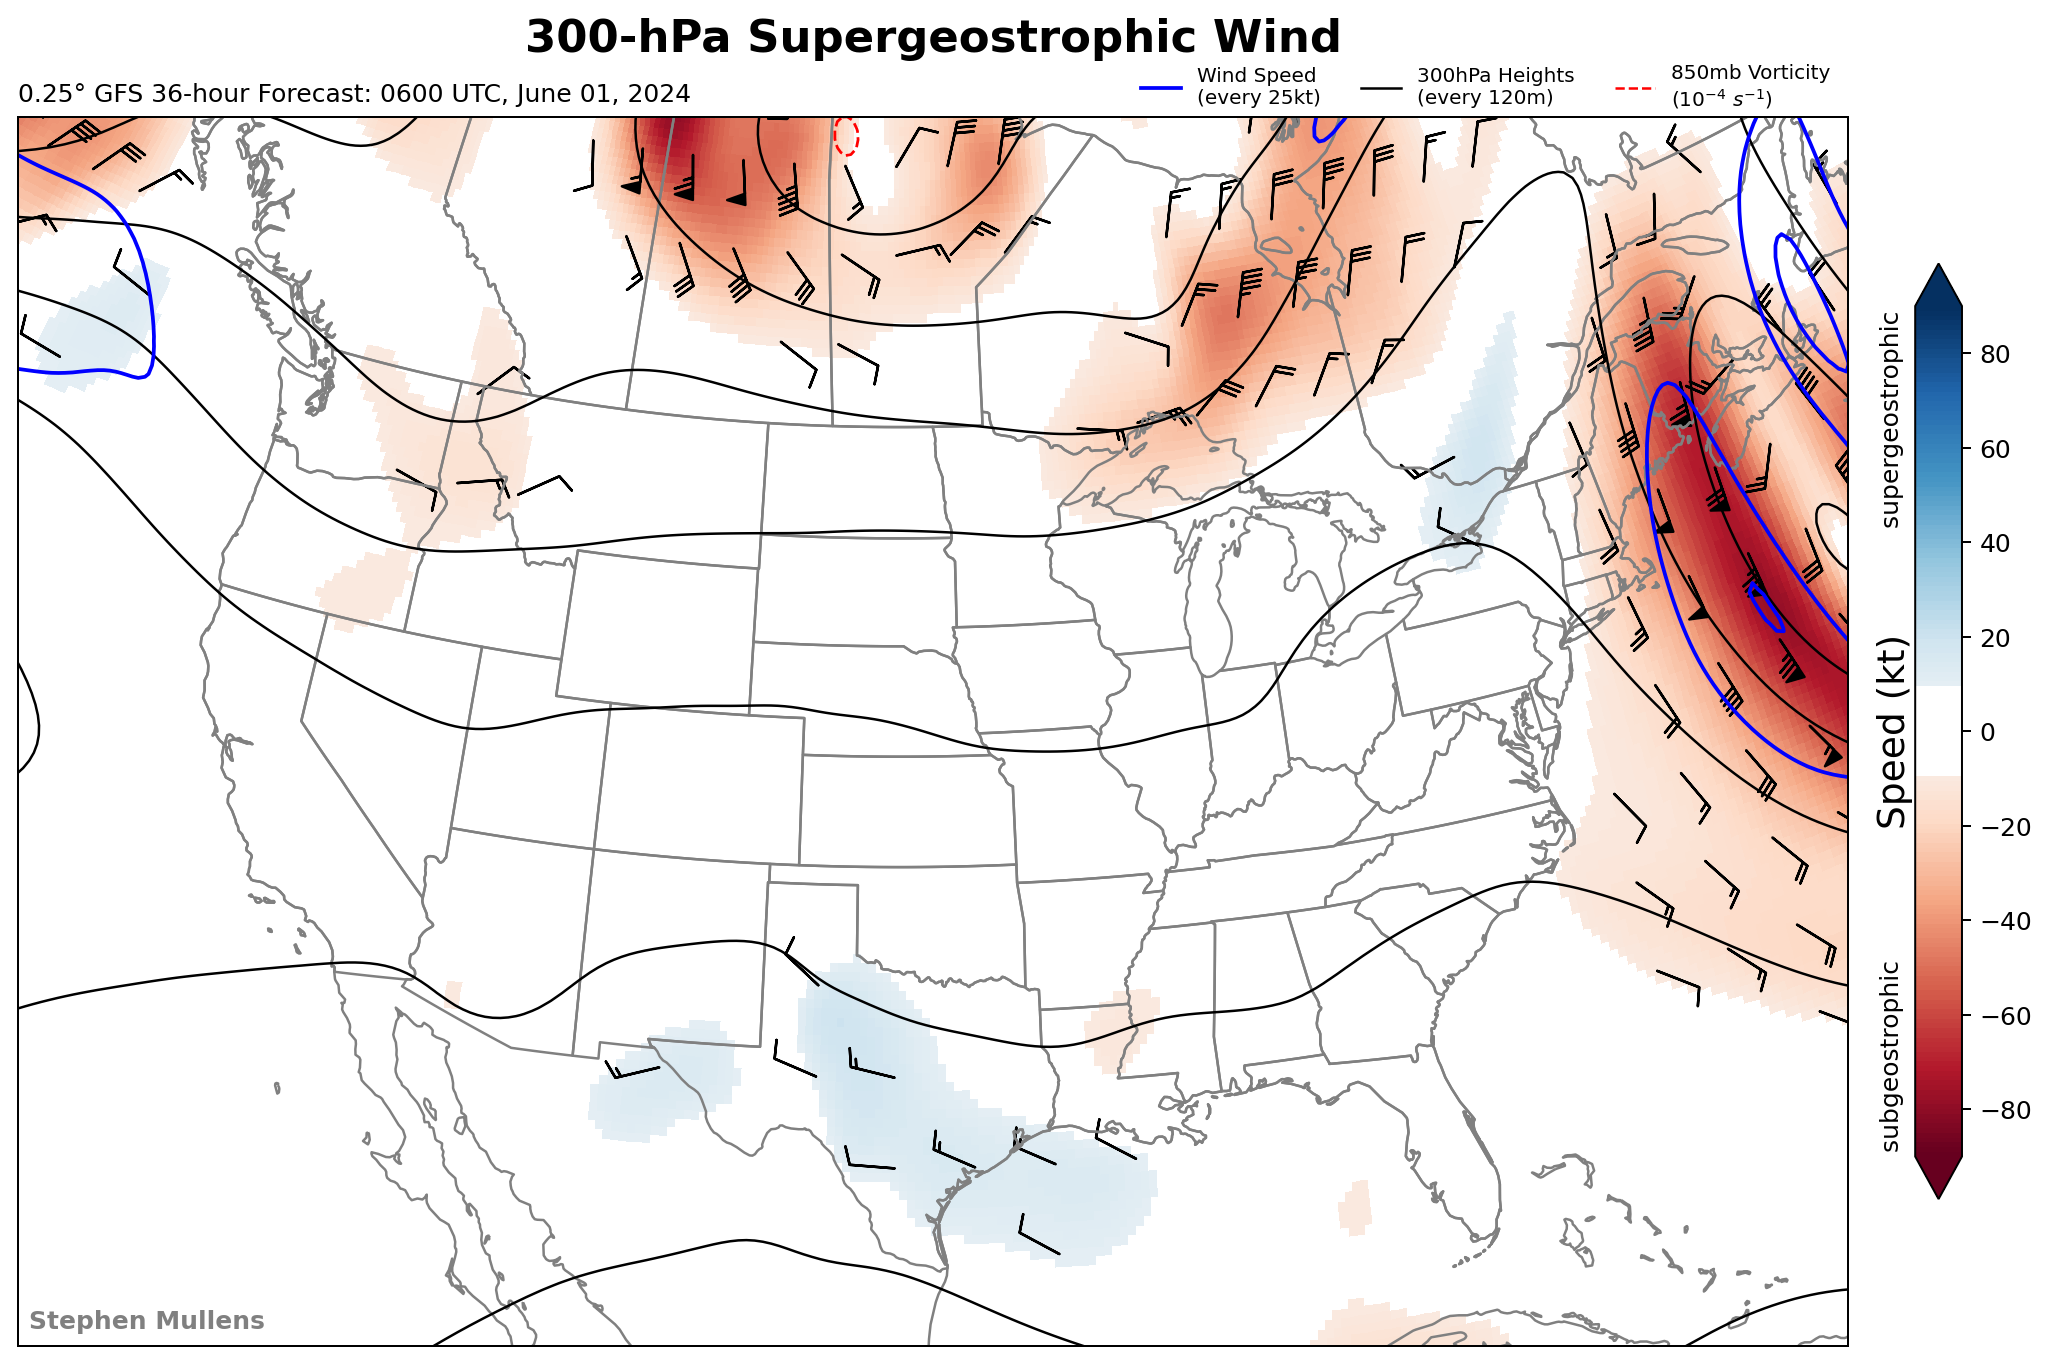 300-hPa Supergeostrophic Wind
0.25° GFS 36-hour Forecast: 0600 UTC, June 01, 2024
Wind Speed
(every 25kt)
300hPa Heights
(every 120m)
850mb Vorticity
(10⁻⁴ s⁻¹)
supergeostrophic
Speed (kt)
subgeostrophic
80
60
40
20
0
−20
−40
−60
−80
Stephen Mullens